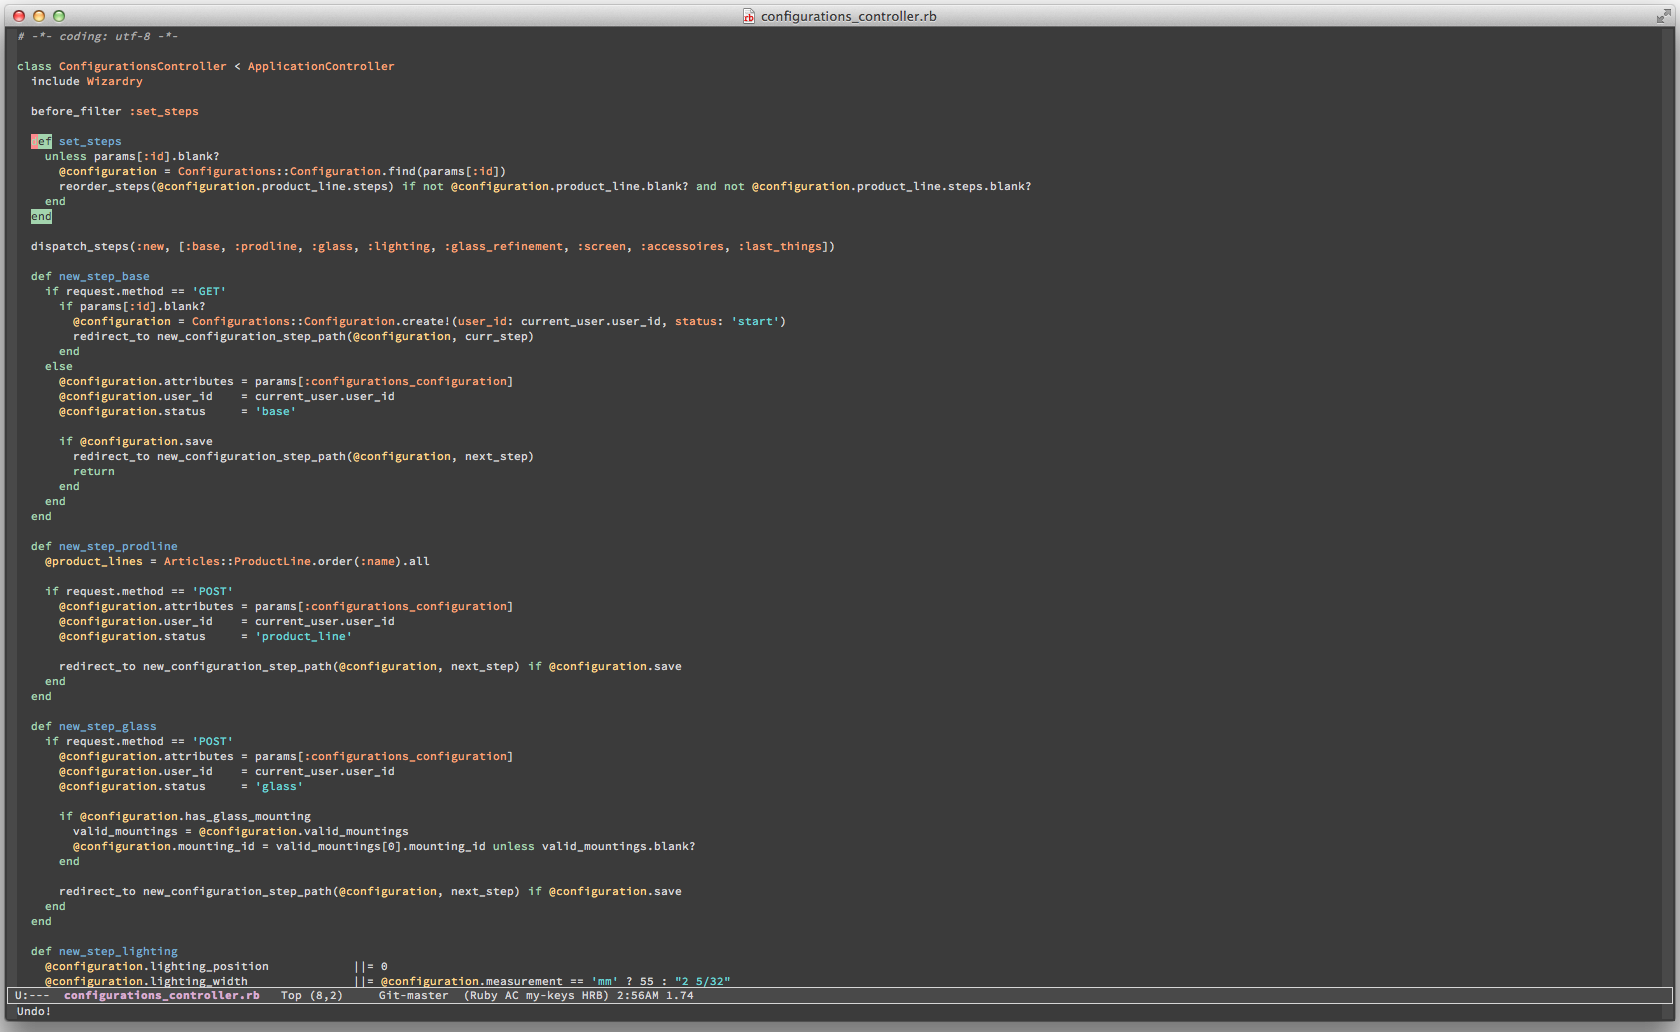 configurations_controller.rb
# -*- coding: utf-8 -*-
class ConfigurationsController < ApplicationController
  include Wizardry
  before_filter :set_steps
  def set_steps
    unless params[:id].blank?
      @configuration = Configurations::Configuration.find(params[:id])
      reorder_steps(@configuration.product_line.steps) if not @configuration.product_line.blank? and not @configuration.product_line.steps.blank?
    end
  end
  dispatch_steps(:new, [:base, :prodline, :glass, :lighting, :glass_refinement, :screen, :accessoires, :last_things])
  def new_step_base
    if request.method == 'GET'
      if params[:id].blank?
        @configuration = Configurations::Configuration.create!(user_id: current_user.user_id, status: 'start')
        redirect_to new_configuration_step_path(@configuration, curr_step)
      end
    else
      @configuration.attributes = params[:configurations_configuration]
      @configuration.user_id    = current_user.user_id
      @configuration.status     = 'base'
      if @configuration.save
        redirect_to new_configuration_step_path(@configuration, next_step)
        return
      end
    end
  end
  def new_step_prodline
    @product_lines = Articles::ProductLine.order(:name).all
    if request.method == 'POST'
      @configuration.attributes = params[:configurations_configuration]
      @configuration.user_id    = current_user.user_id
      @configuration.status     = 'product_line'
      redirect_to new_configuration_step_path(@configuration, next_step) if @configuration.save
    end
  end
  def new_step_glass
    if request.method == 'POST'
      @configuration.attributes = params[:configurations_configuration]
      @configuration.user_id    = current_user.user_id
      @configuration.status     = 'glass'
      if @configuration.has_glass_mounting
        valid_mountings = @configuration.valid_mountings
        @configuration.mounting_id = valid_mountings[0].mounting_id unless valid_mountings.blank?
      end
      redirect_to new_configuration_step_path(@configuration, next_step) if @configuration.save
    end
  end
  def new_step_lighting
    @configuration.lighting_position            ||= 0
    @configuration.lighting_width               ||= @configuration.measurement == 'mm' ? 55 : "2 5/32"
U:---  configurations_controller.rb   Top (8,2)     Git-master  (Ruby AC my-keys HRB) 2:56AM 1.74
Undo!